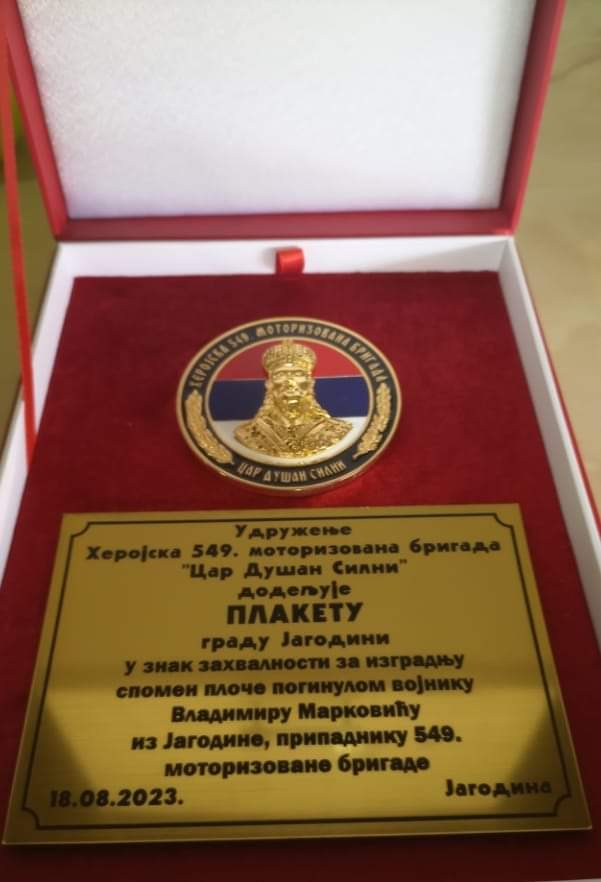 ХЕРОЈСКА 549. МОТОРИЗОВАНА БРИГАДА
ЦАР ДУШАН СИЛНИ
Удружење
Херојска 549. моторизована бригада
"Цар Душан Силни"
додељује
ПЛАКЕТУ
граду Јагодини
у знак захвалности за изградњу
спомен плоче погинулом војнику
Владимиру Марковићу
из Јагодине, припаднику 549.
моторизоване бригаде
18.08.2023. Јагодина